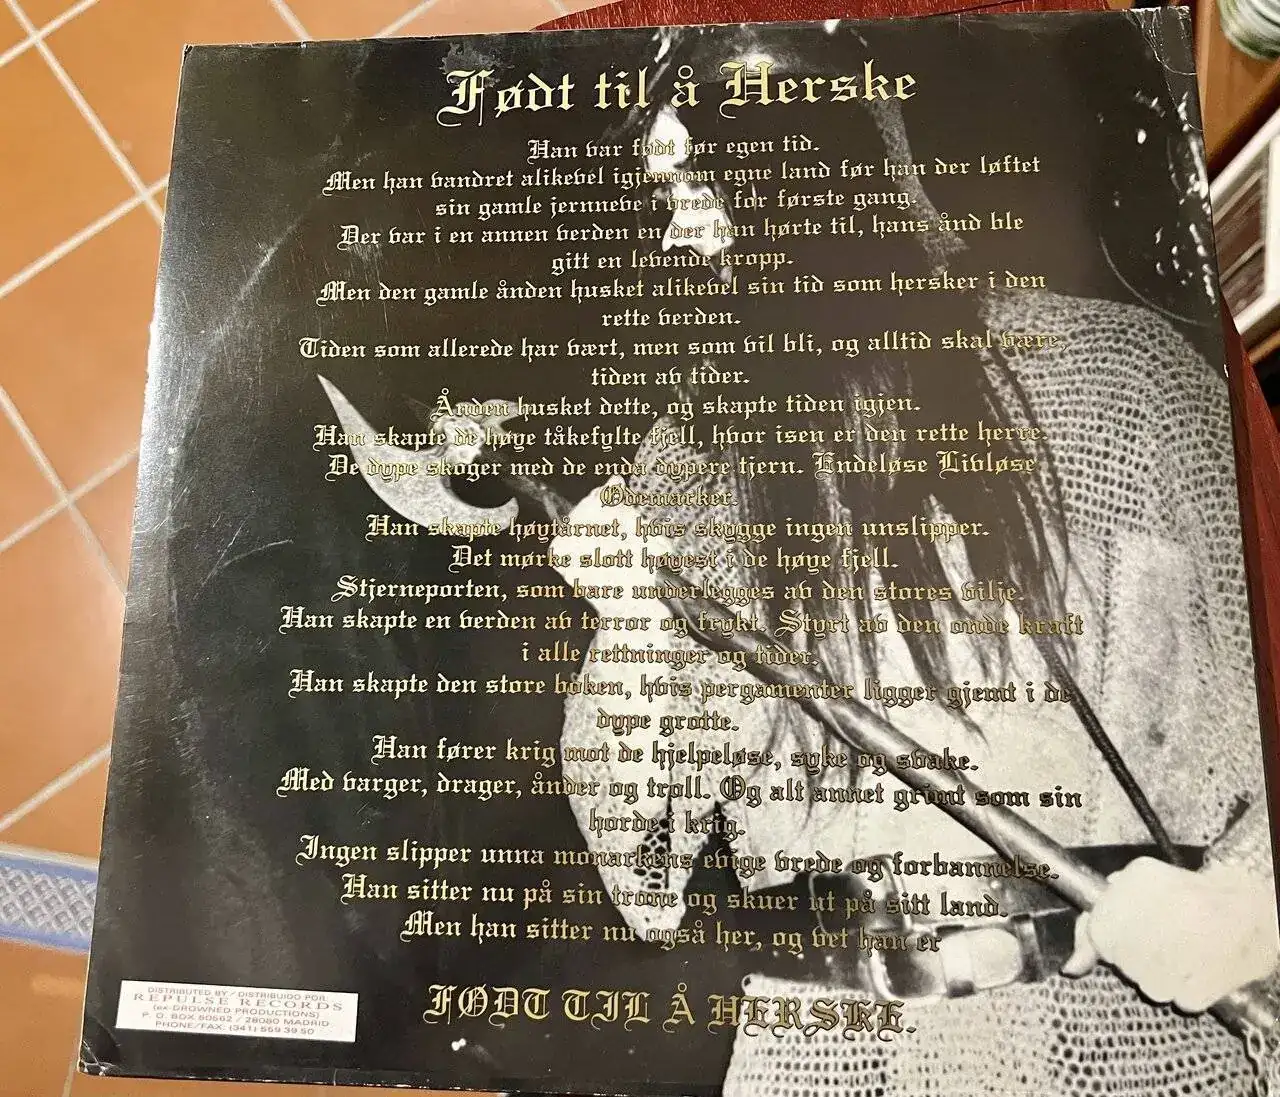 Født til å Herske
Han var født før egen tid.
Men han vandret alikevel igjennom egne land før han der løftet
sin gamle jernneve i vrede for første gang.
Der var i en annen verden en der han hørte til, hans ånd ble
gitt en levende kropp.
Men den gamle ånden husket alikevel sin tid som hersker i den
rette verden.
Tiden som allerede har vært, men som vil bli, og alltid skal være,
tiden av tider.
Ånden husket dette, og skapte tiden igjen.
Han skapte de høye tåkefylte fjell, hvor isen er den rette herre.
De dype skoger med de enda dypere tjern. Endeløse Livløse
Ødemarker.
Han skapte høytårnet, hvis skygge ingen unslipper.
Det mørke slott høyest i de høye fjell.
Stjerneporten, som bare underlegges av den stores vilje.
Han skapte en verden av terror og frykt. Styrt av den onde kraft
i alle rettninger og tider.
Han skapte den store boken, hvis pergamenter ligger gjemt i de
dype grotte.
Han fører krig mot de hjelpeløse, syke og svake.
Med varger, drager, ånder og troll. Og alt annet grimt som sin
horde i krig.
Ingen slipper unna monarkens evige vrede og forbannelse.
Han sitter nu på sin trone og skuer ut på sitt land.
Men han sitter nu også her, og vet han er
FØDT TIL Å HERSKE.
DISTRIBUTED BY / DISTRIBUIDO POR
REPULSE RECORDS
(ex-DROWNED PRODUCTIONS)
P. O. BOX 50562 / 28080 MADRID
PHONE/FAX: (341) 559 39 50